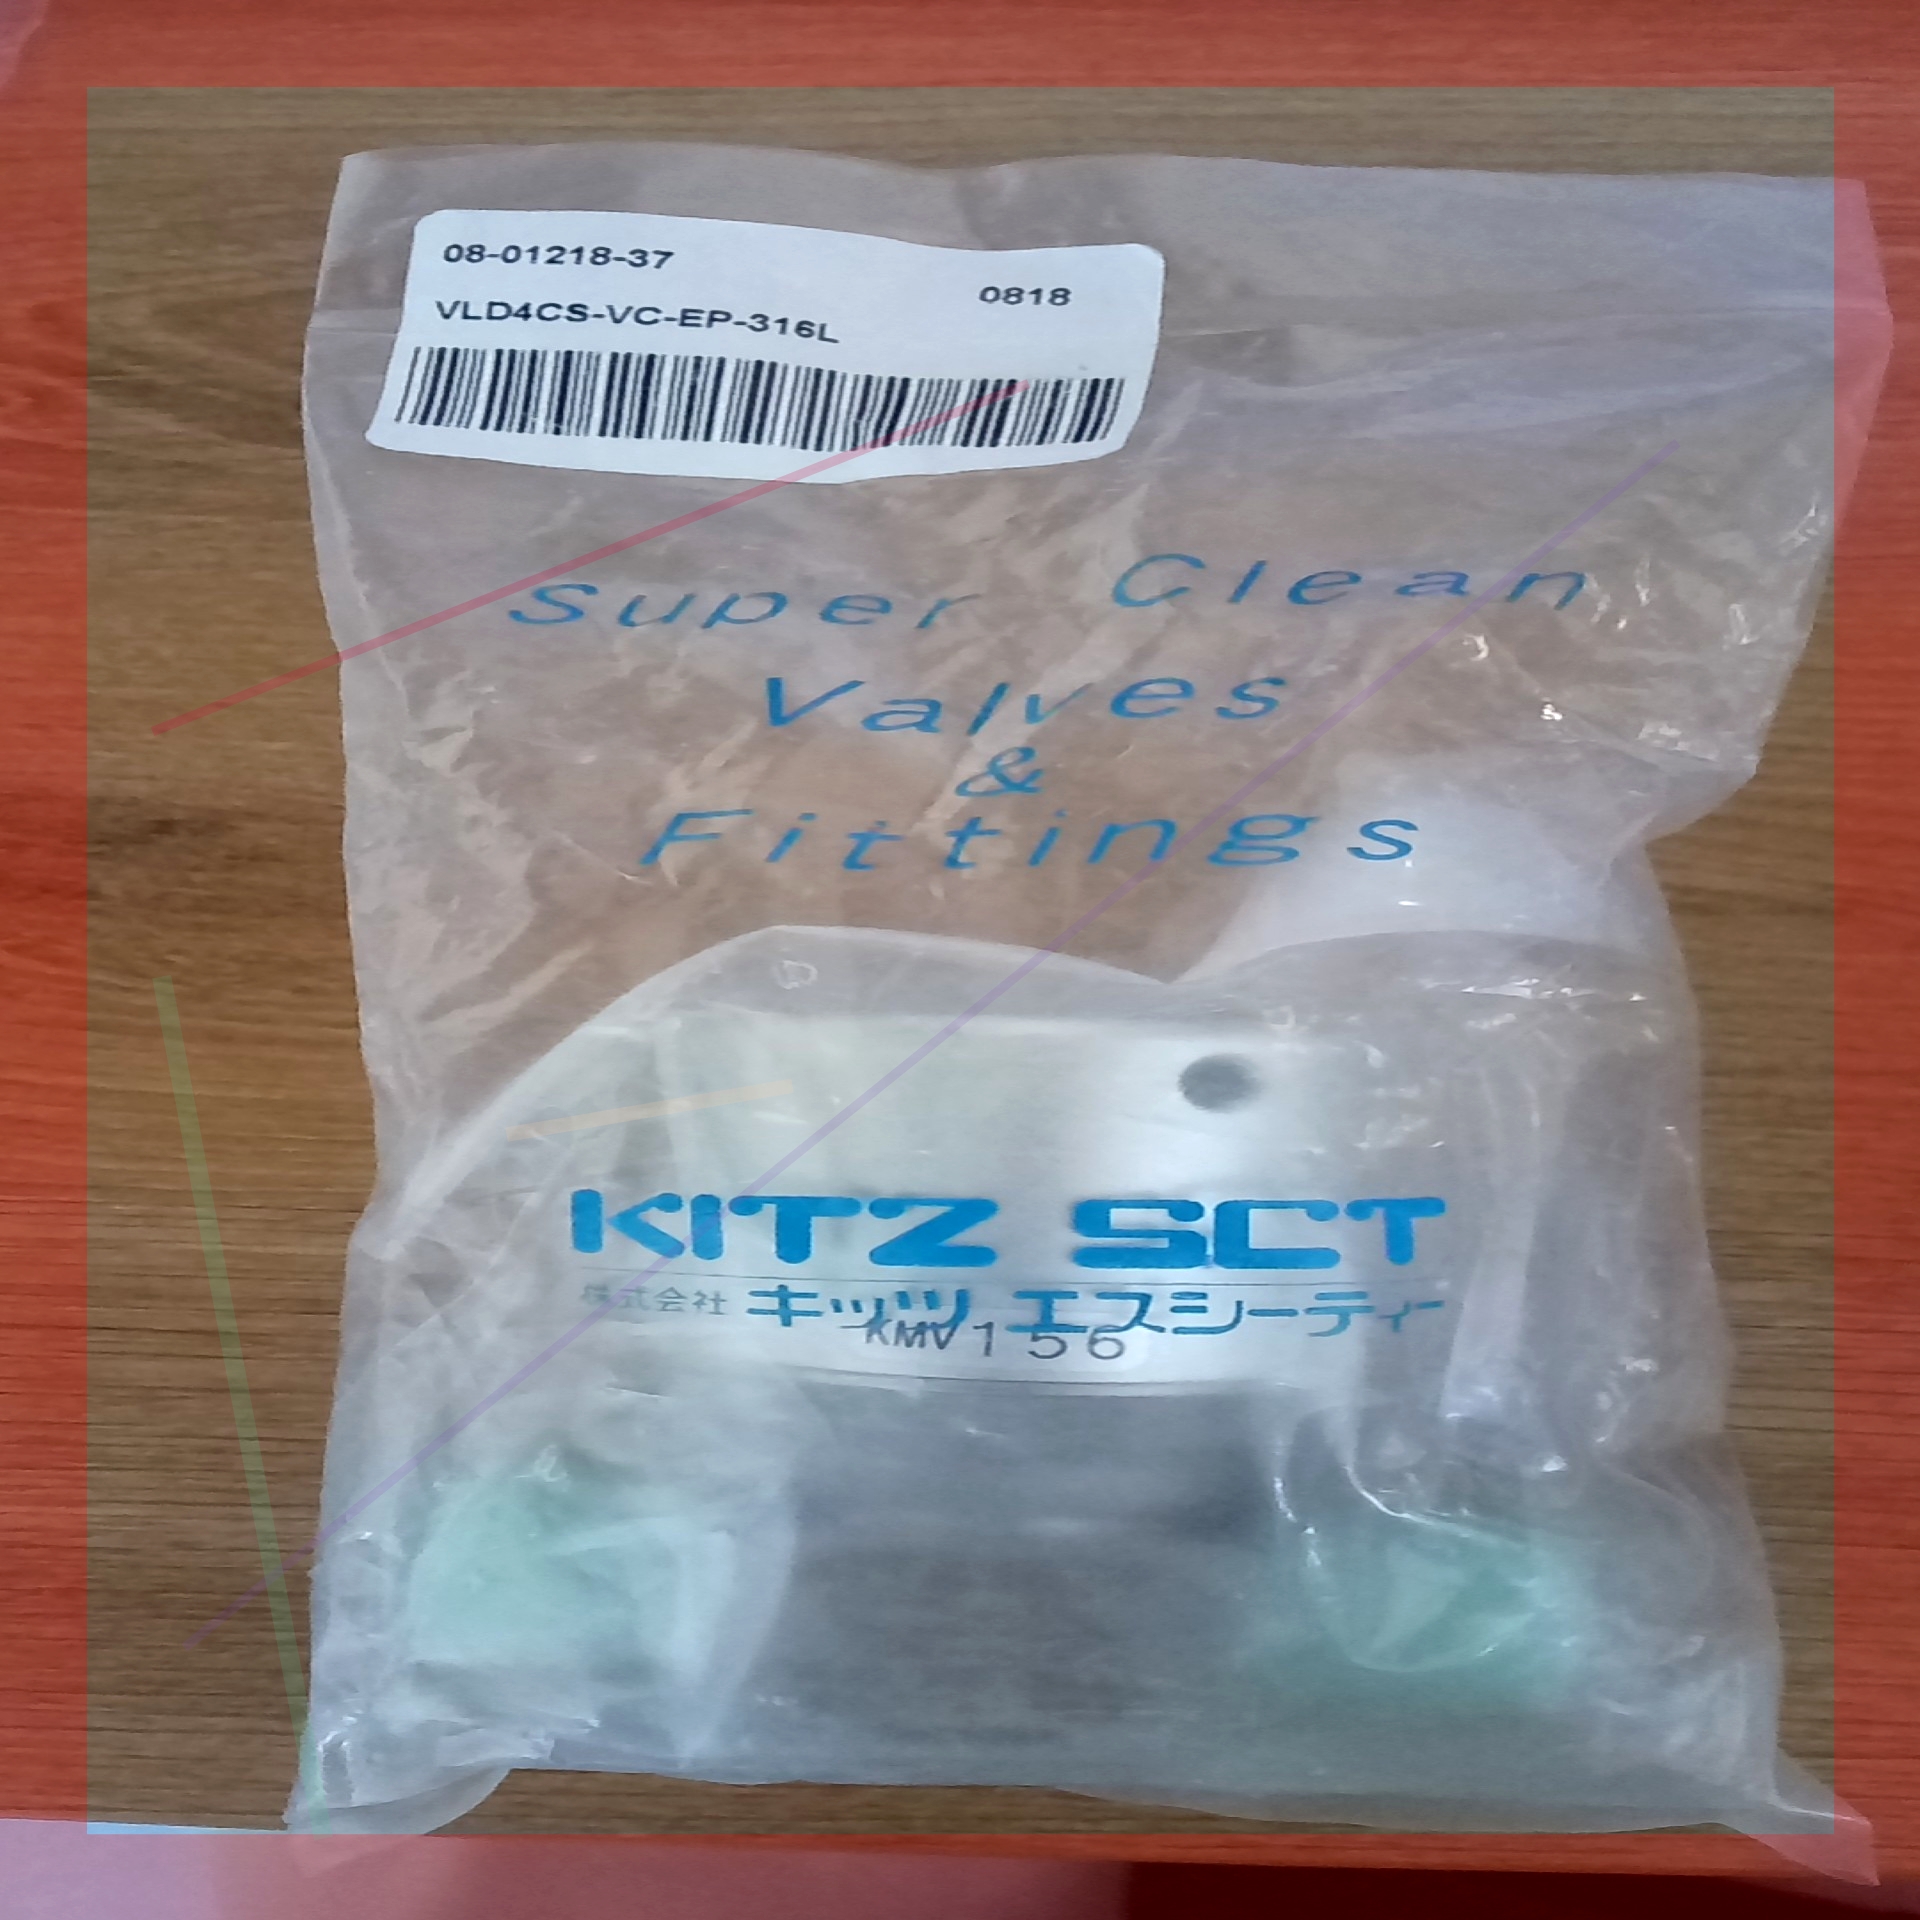 08-01218-37
0818
VLD4CS-VC-EP-316L
Super Clean
Valves
&
Fittings
KITZ SCT
株式会社 キッツ エスシーティー
KMV156